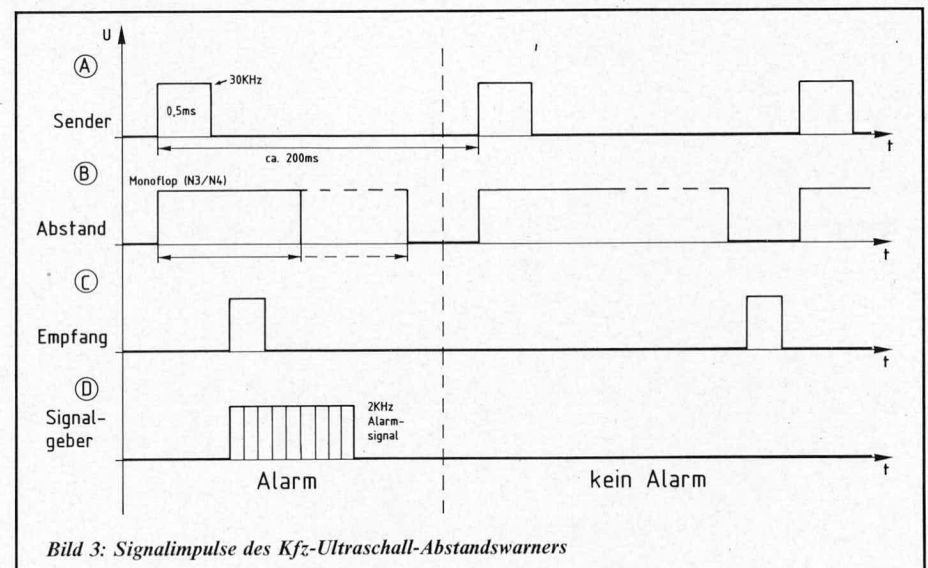 U
A
30KHz
0,5ms
Sender
t
ca. 200ms
B
Monoflop (N3/N4)
Abstand
t
C
Empfang
t
D
Signal-
geber
2KHz
Alarm-
signal
t
Alarm
kein Alarm
Bild 3: Signalimpulse des Kfz-Ultraschall-Abstandswarners